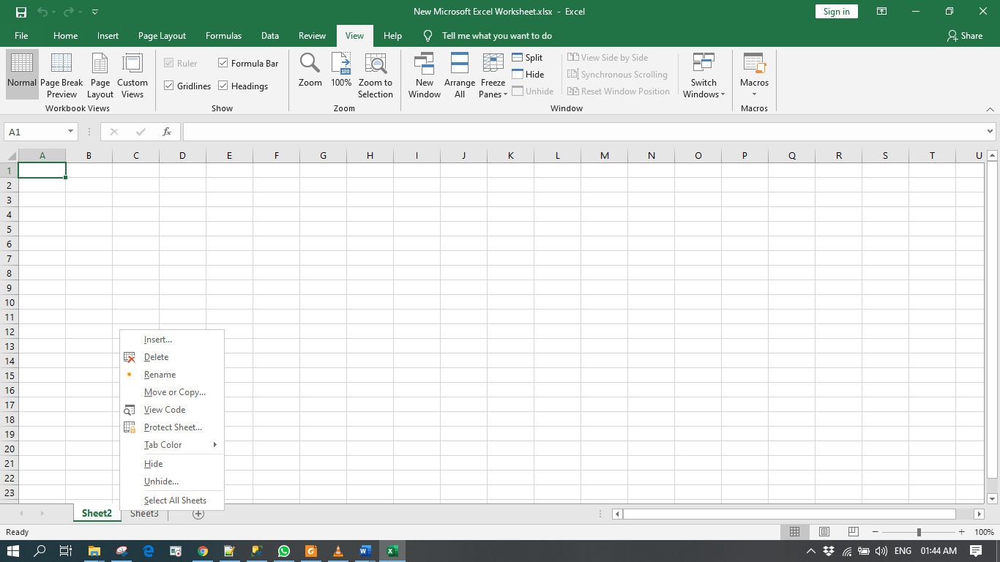 New Microsoft Excel Worksheet.xlsx - Excel
Sign in
File Home Insert Page Layout Formulas Data Review View Help Tell me what you want to do Share
Normal
Page Break
Preview
Page
Layout
Custom
Views
Workbook Views
Ruler
Formula Bar
Gridlines
Headings
Show
Zoom
100
100%
Zoom to
Selection
Zoom
New
Window
Arrange
All
Freeze
Panes
Split
Hide
Unhide
View Side by Side
Synchronous Scrolling
Reset Window Position
Window
Switch
Windows
Macros
Macros
A1
fx
A B C D E F G H I J K L M N O P Q R S T U
1
2
3
4
5
6
7
8
9
10
11
12
13
14
15
16
17
18
19
20
21
22
23
Insert...
Delete
Rename
Move or Copy...
View Code
Protect Sheet...
Tab Color
Hide
Unhide...
Select All Sheets
Sheet2 Sheet3
Ready
100%
ENG 01:44 AM